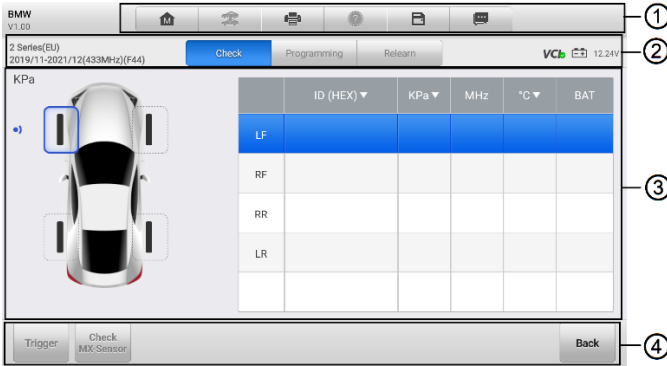 BMW
V1.00
M
?
①
2 Series(EU)
2019/11-2021/12(433MHz)(F44)
Check
Programming
Relearn
VCI
12.24V
②
KPa
ID (HEX) ▼
KPa ▼
MHz
°C ▼
BAT
LF
RF
RR
LR
③
Trigger
Check
MX-Sensor
Back
④